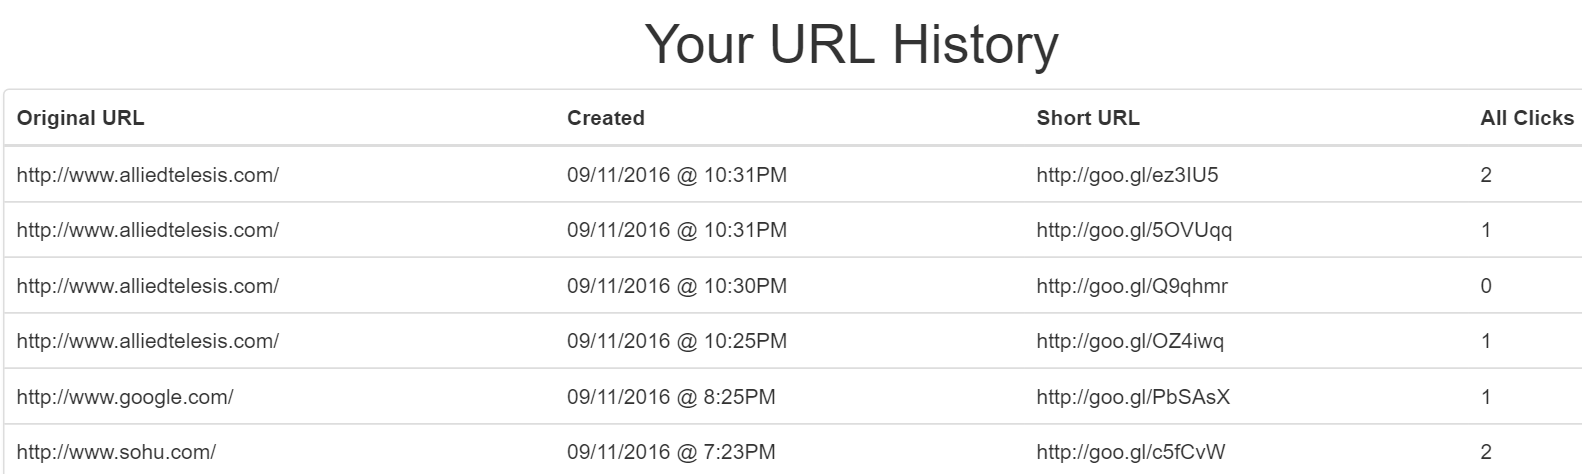 Your URL History
Original URL Created Short URL All Clicks
http://www.alliedtelesis.com/ 09/11/2016 @ 10:31PM http://goo.gl/ez3IU5 2
http://www.alliedtelesis.com/ 09/11/2016 @ 10:31PM http://goo.gl/5OVUqq 1
http://www.alliedtelesis.com/ 09/11/2016 @ 10:30PM http://goo.gl/Q9qhmr 0
http://www.alliedtelesis.com/ 09/11/2016 @ 10:25PM http://goo.gl/OZ4iwq 1
http://www.google.com/ 09/11/2016 @ 8:25PM http://goo.gl/PbSAsX 1
http://www.sohu.com/ 09/11/2016 @ 7:23PM http://goo.gl/c5fCvW 2